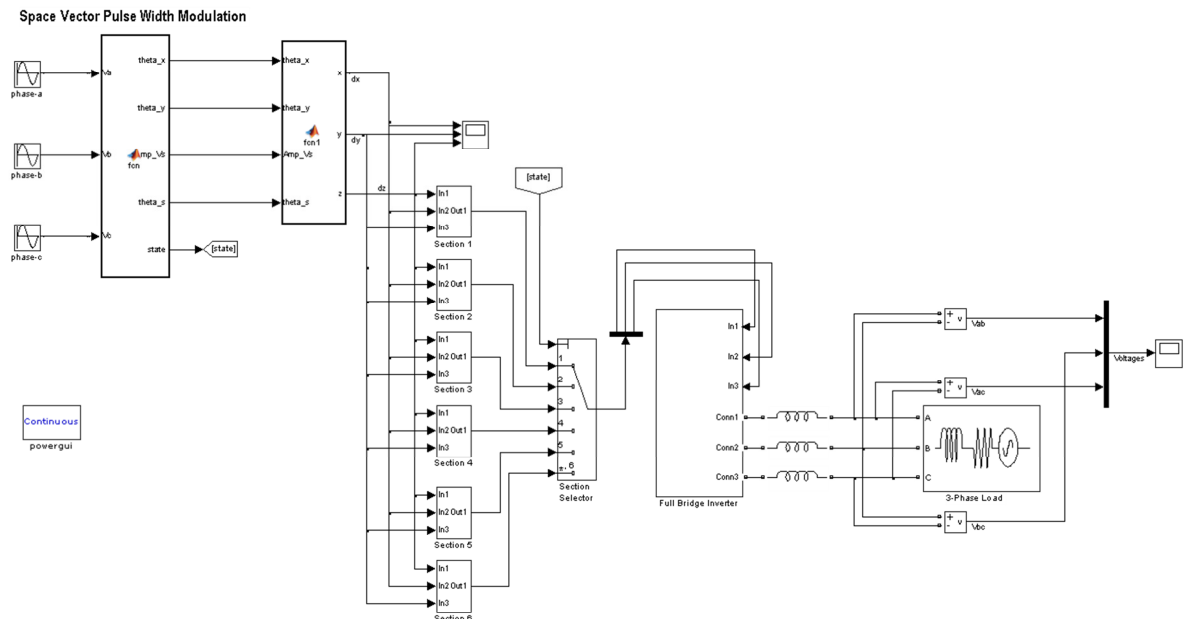 Space Vector Pulse Width Modulation
phase-a
phase-b
phase-c
Va
Vb
Vc
theta_x
theta_y
Amp_Vs
theta_s
state
fcn
[state]
theta_x
theta_y
Amp_Vs
theta_s
fcn1
x
y
z
dx
dy
dz
[state]
In1
In2 Out1
In3
Section 1
In1
In2 Out1
In3
Section 2
In1
In2 Out1
In3
Section 3
In1
In2 Out1
In3
Section 4
In1
In2 Out1
In3
Section 5
In1
In2 Out1
In3
Section 6
1
2
3
4
5
*, 6
Section
Selector
In1
In2
In3
Conn1
Conn2
Conn3
Full Bridge Inverter
+
-
v
Vab
+
-
v
Vac
A
B
C
3-Phase Load
+
-
v
Vbc
Voltages
Continuous
powergui